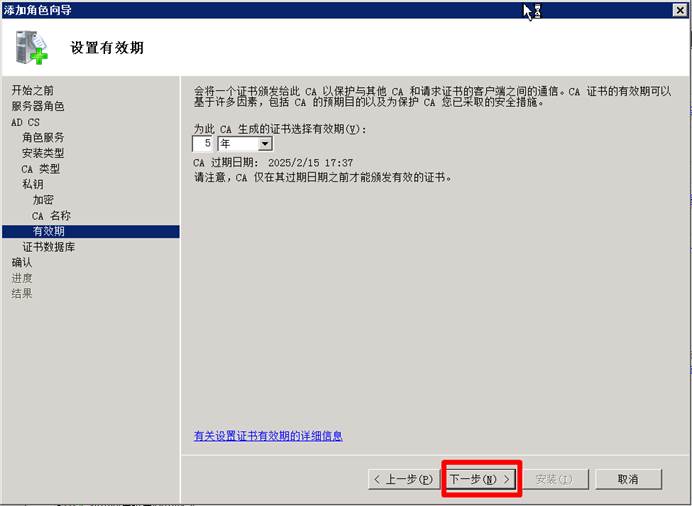 添加角色向导
设置有效期
开始之前
服务器角色
AD CS
角色服务
安装类型
CA 类型
私钥
加密
CA 名称
有效期
证书数据库
确认
进度
结果
会将一个证书颁发给此 CA 以保护与其他 CA 和请求证书的客户端之间的通信。CA 证书的有效期可以
基于许多因素，包括 CA 的预期目的以及为保护 CA 您已采取的安全措施。
为此 CA 生成的证书选择有效期(V):
5 年
CA 过期日期: 2025/2/15 17:37
请注意，CA 仅在其过期日期之前才能颁发有效的证书。
有关设置证书有效期的详细信息
< 上一步(P) 下一步(N) > 安装(I) 取消